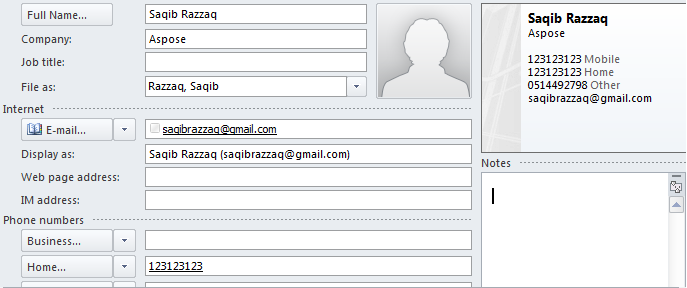 Full Name...
Saqib Razzaq
Company:
Aspose
Job title:
File as:
Razzaq, Saqib
Internet
E-mail...
saqibrazzaq@gmail.com
Display as:
Saqib Razzaq (saqibrazzaq@gmail.com)
Web page address:
IM address:
Phone numbers
Business...
Home...
123123123
Saqib Razzaq
Aspose
123123123 Mobile
123123123 Home
0514492798 Other
saqibrazzaq@gmail.com
Notes